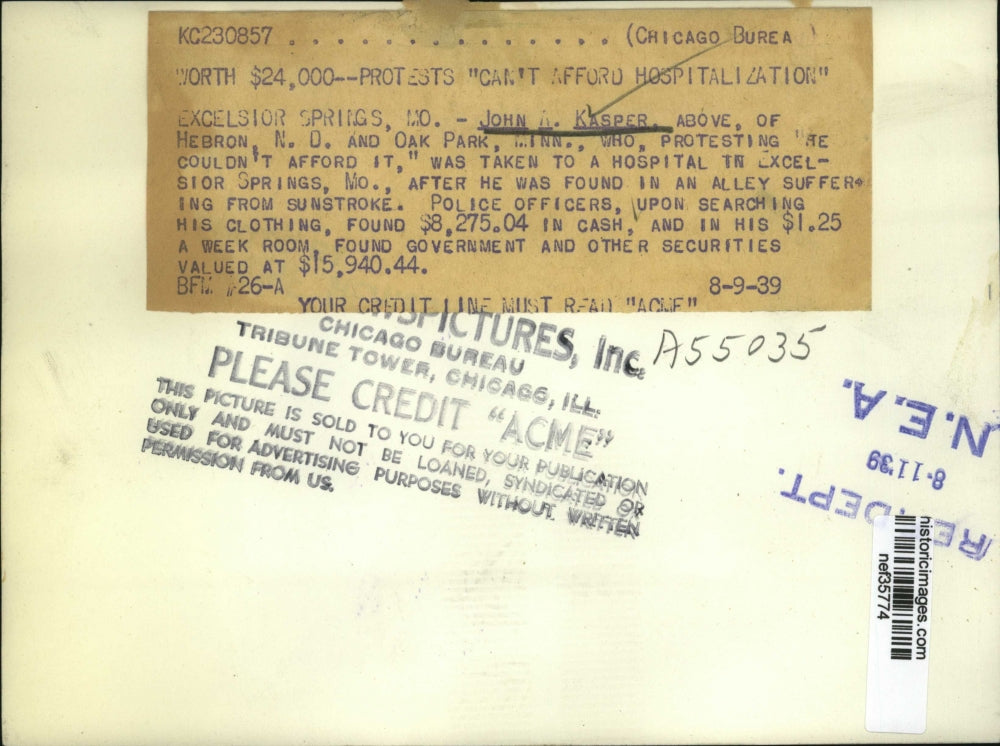 KC230857 . . . . . . . . . . . . . . (CHICAGO BUREA )
WORTH $24,000--PROTESTS "CAN'T AFFORD HOSPITALIZATION"
EXCELSIOR SPRINGS, MO. - JOHN A. KASPER, ABOVE, OF
HEBRON, N. D. AND OAK PARK, MINN., WHO, PROTESTING "HE
COULDN'T AFFORD IT," WAS TAKEN TO A HOSPITAL IN EXCEL-
SIOR SPRINGS, MO., AFTER HE WAS FOUND IN AN ALLEY SUFFER-
ING FROM SUNSTROKE. POLICE OFFICERS, UPON SEARCHING
HIS CLOTHING, FOUND $8,275.04 IN CASH, AND IN HIS $1.25
A WEEK ROOM, FOUND GOVERNMENT AND OTHER SECURITIES
VALUED AT $15,940.44.
BFM #26-A 8-9-39
YOUR CREDIT LINE MUST READ "ACME"
PICTURES, Inc.
CHICAGO BUREAU
TRIBUNE TOWER, CHICAGO, ILL.
PLEASE CREDIT "ACME"
THIS PICTURE IS SOLD TO YOU FOR YOUR PUBLICATION
ONLY AND MUST NOT BE LOANED, SYNDICATED OR
USED FOR ADVERTISING PURPOSES WITHOUT WRITTEN
PERMISSION FROM US.
A55035
N.E.A.
8-11'39
DEPT.
historicimages.com
nef35774